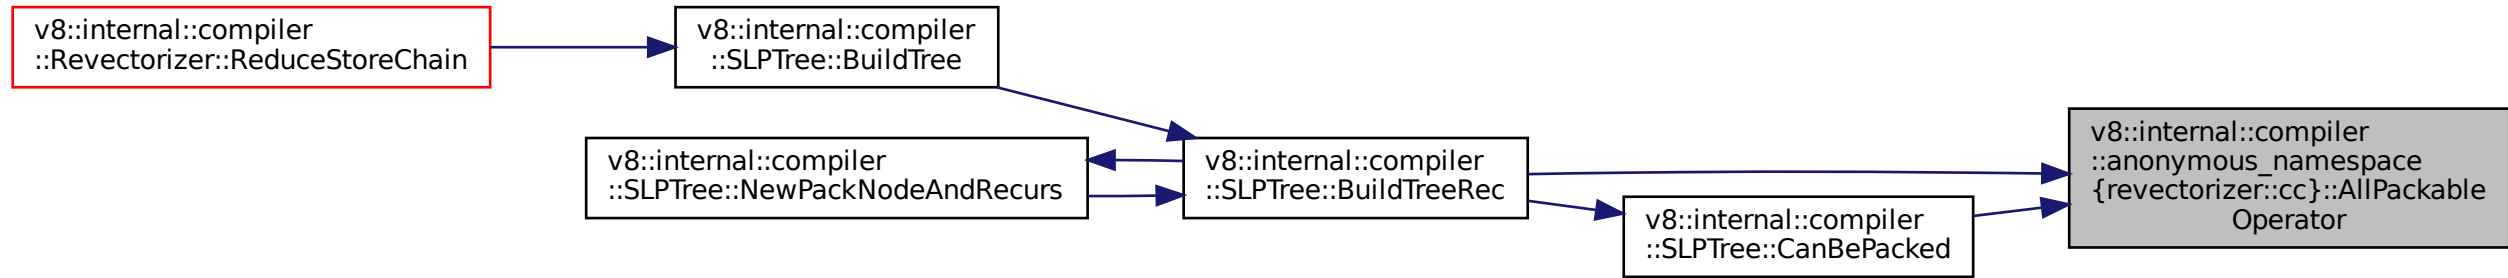 v8::internal::compiler
::Revectorizer::ReduceStoreChain
v8::internal::compiler
::SLPTree::BuildTree
v8::internal::compiler
::SLPTree::NewPackNodeAndRecurs
v8::internal::compiler
::SLPTree::BuildTreeRec
v8::internal::compiler
::SLPTree::CanBePacked
v8::internal::compiler
::anonymous_namespace
{revectorizer::cc}::AllPackable
Operator